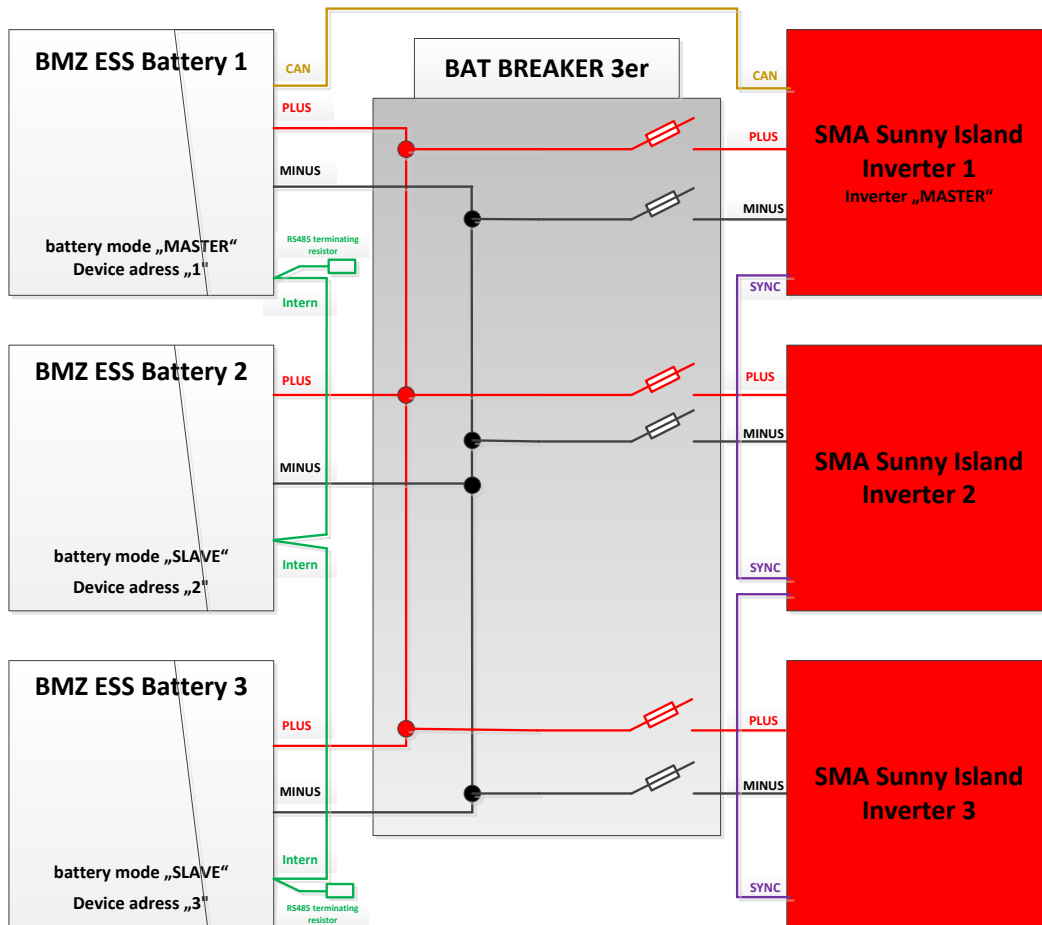 BMZ ESS Battery 1
CAN
PLUS
MINUS
battery mode „MASTER“
Device adress „1"
RS485 terminating
resistor
Intern
BAT BREAKER 3er
CAN
PLUS
MINUS
SYNC
SMA Sunny Island
Inverter 1
Inverter „MASTER“
BMZ ESS Battery 2
PLUS
MINUS
battery mode „SLAVE“
Device adress „2"
Intern
PLUS
MINUS
SYNC
SMA Sunny Island
Inverter 2
BMZ ESS Battery 3
PLUS
MINUS
battery mode „SLAVE“
Device adress „3"
Intern
RS485 terminating
resistor
PLUS
MINUS
SYNC
SMA Sunny Island
Inverter 3